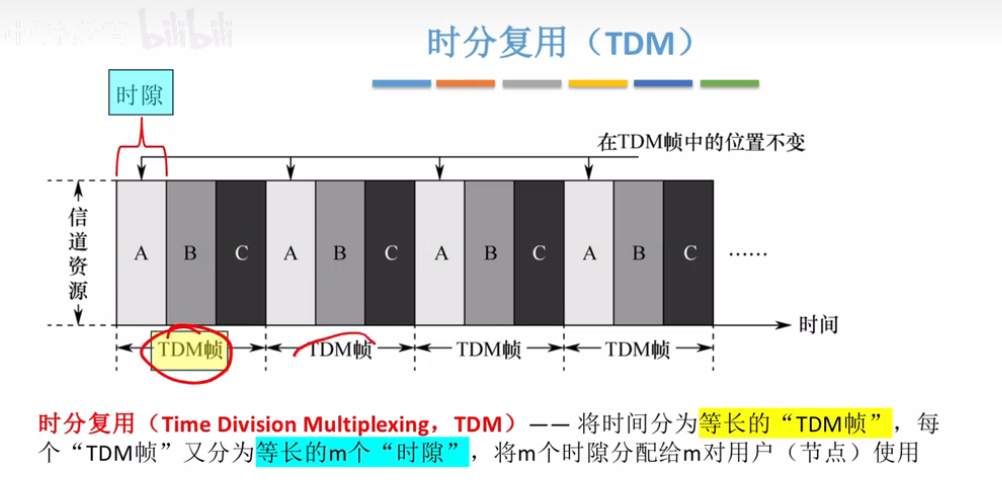 bilibili
时分复用（TDM）
时隙
在TDM帧中的位置不变
信道资源
A B C A B C A B C A B C ······
时间
TDM帧 TDM帧 TDM帧 TDM帧
时分复用（Time Division Multiplexing，TDM）—— 将时间分为等长的“TDM帧”，每
个“TDM帧”又分为等长的m个“时隙”，将m个时隙分配给m对用户（节点）使用